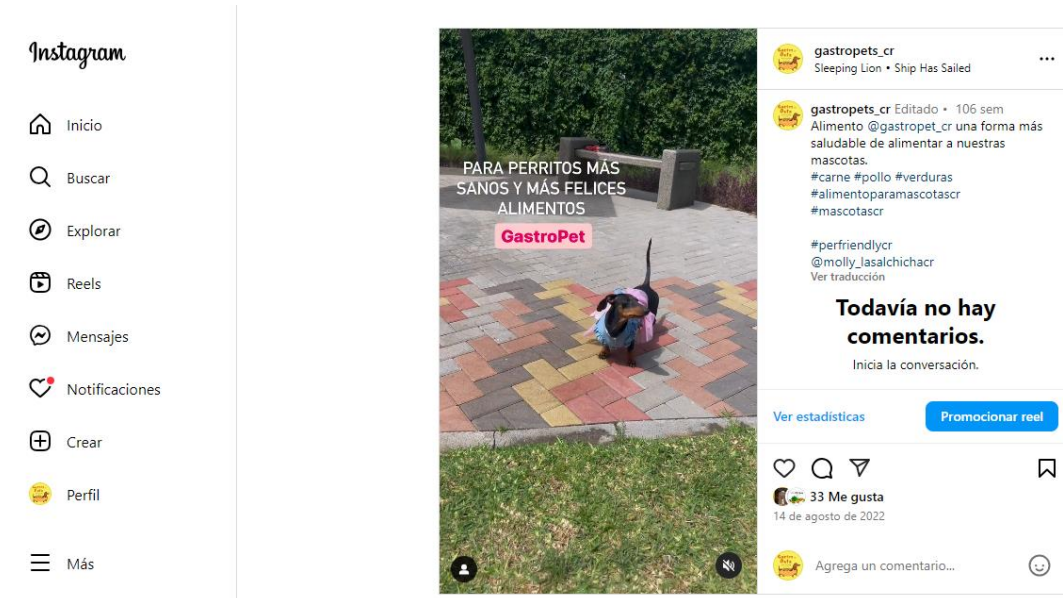 Instagram
Inicio
Buscar
Explorar
Reels
Mensajes
Notificaciones
Crear
Perfil
Más
PARA PERRITOS MÁS
SANOS Y MÁS FELICES
ALIMENTOS
GastroPet
gastropets_cr
Sleeping Lion • Ship Has Sailed
gastropets_cr Editado • 106 sem
Alimento @gastropet_cr una forma más
saludable de alimentar a nuestras
mascotas.
#carne #pollo #verduras
#alimentoparamascotascr
#mascotascr
#perfriendlycr
@molly_lasalchichacr
Ver traducción
Todavía no hay
comentarios.
Inicia la conversación.
Ver estadísticas
Promocionar reel
33 Me gusta
14 de agosto de 2022
Agrega un comentario...